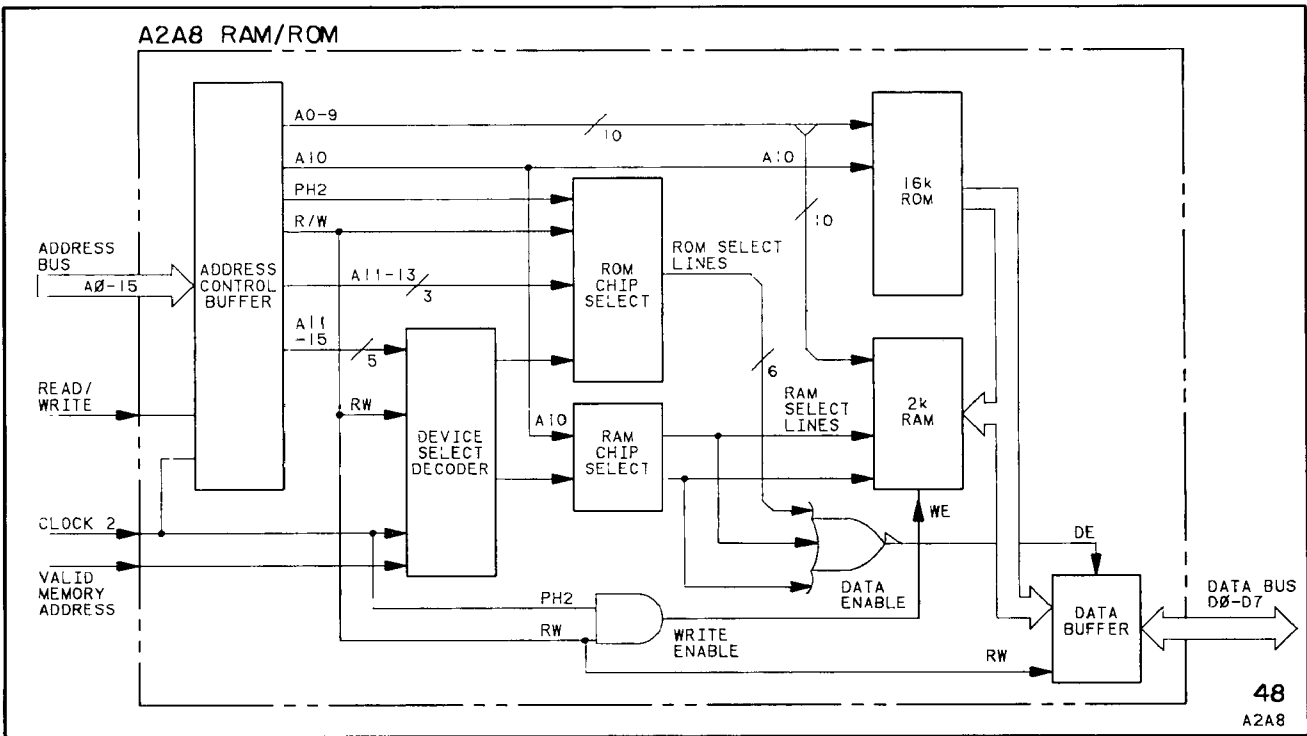 A2A8 RAM/ROM
A0-9
10
A10
A10
PH2
R/W
16k
ROM
10
ADDRESS
BUS
AØ-15
ADDRESS
CONTROL
BUFFER
A11-13
3
ROM
CHIP
SELECT
ROM SELECT
LINES
A11
-15
5
6
READ/
WRITE
RW
A10
DEVICE
SELECT
DECODER
RAM
CHIP
SELECT
RAM
SELECT
LINES
2k
RAM
CLOCK 2
VALID
MEMORY
ADDRESS
WE
DE
PH2
RW
WRITE
ENABLE
DATA
ENABLE
RW
DATA
BUFFER
DATA BUS
DØ-D7
48
A2A8